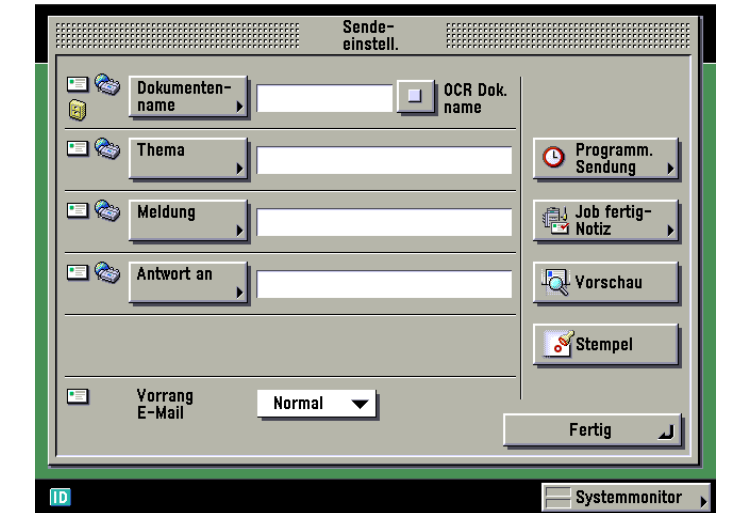 Sende-
einstell.
Dokumenten-
name
OCR Dok.
name
Thema
Programm.
Sendung
Meldung
Job fertig-
Notiz
Antwort an
Vorschau
Stempel
Vorrang
E-Mail
Normal
Fertig
ID
Systemmonitor